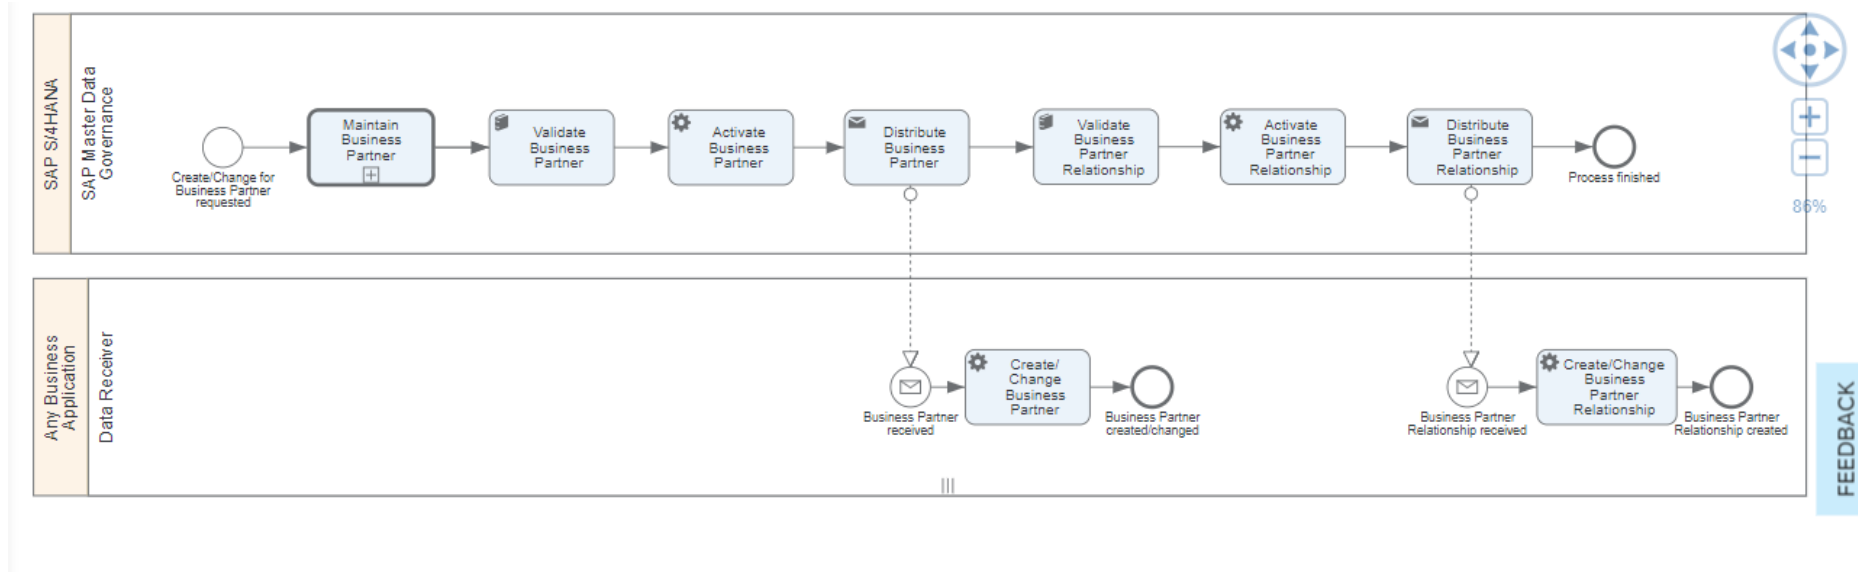 SAP S/4HANA
SAP Master Data
Governance
Create/Change for
Business Partner
requested
Maintain
Business
Partner
Validate
Business
Partner
Activate
Business
Partner
Distribute
Business
Partner
Validate
Business
Partner
Relationship
Activate
Business
Partner
Relationship
Distribute
Business
Partner
Relationship
Process finished
86%
Any Business
Application
Data Receiver
Business Partner
received
Create/
Change
Business
Partner
Business Partner
created/changed
Business Partner
Relationship received
Create/Change
Business
Partner
Relationship
Business Partner
Relationship created
FEEDBACK